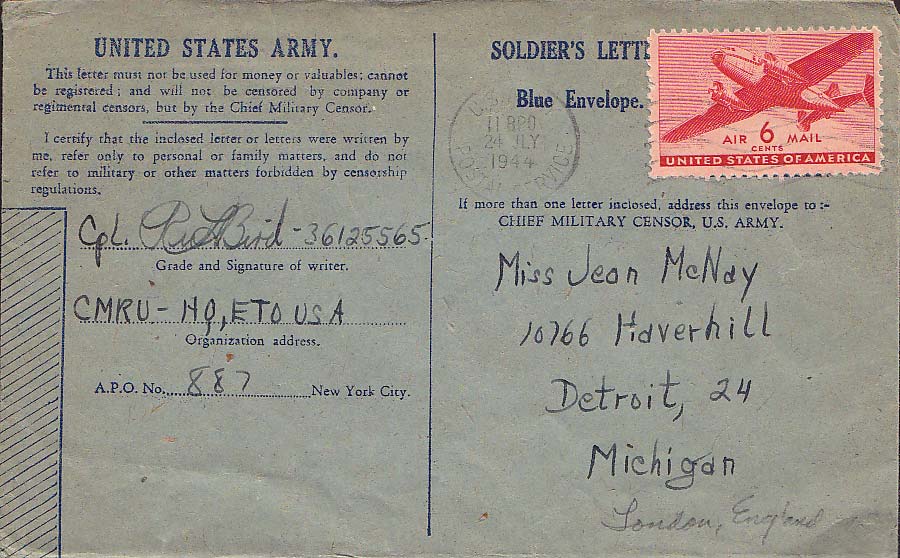 UNITED STATES ARMY.
This letter must not be used for money or valuables; cannot
be registered; and will not be censored by company or
regimental censors, but by the Chief Military Censor.
I certify that the inclosed letter or letters were written by
me, refer only to personal or family matters, and do not
refer to military or other matters forbidden by censorship
regulations.
Cpl. Bird - 36125565
Grade and Signature of writer.
CMRU - HQ, ETOUSA
Organization address.
A.P.O. No. 887 New York City.
SOLDIER'S LETT
Blue Envelope.
11 8PO
24 JLY
1944
SERVICE
AIR 6 MAIL
CENTS
UNITED STATES OF AMERICA
If more than one letter inclosed, address this envelope to :-
CHIEF MILITARY CENSOR, U.S. ARMY.
Miss Jean McNay
10766 Haverhill
Detroit, 24
Michigan
London, England